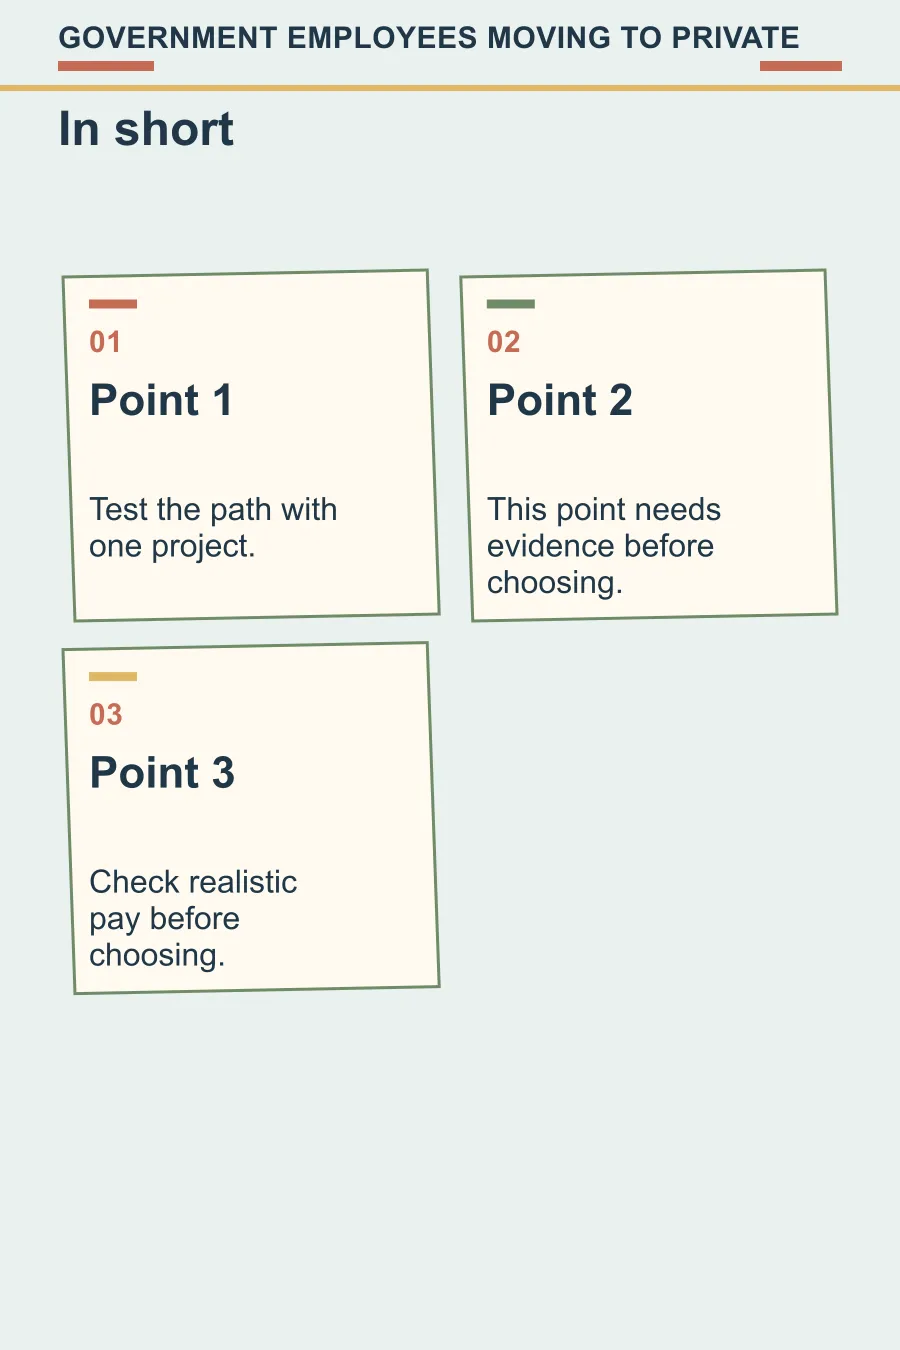 GOVERNMENT EMPLOYEES MOVING TO PRIVATE
In short
01
Point 1
Test the path with
one project.
02
Point 2
This point needs
evidence before
choosing.
03
Point 3
Check realistic
pay before
choosing.